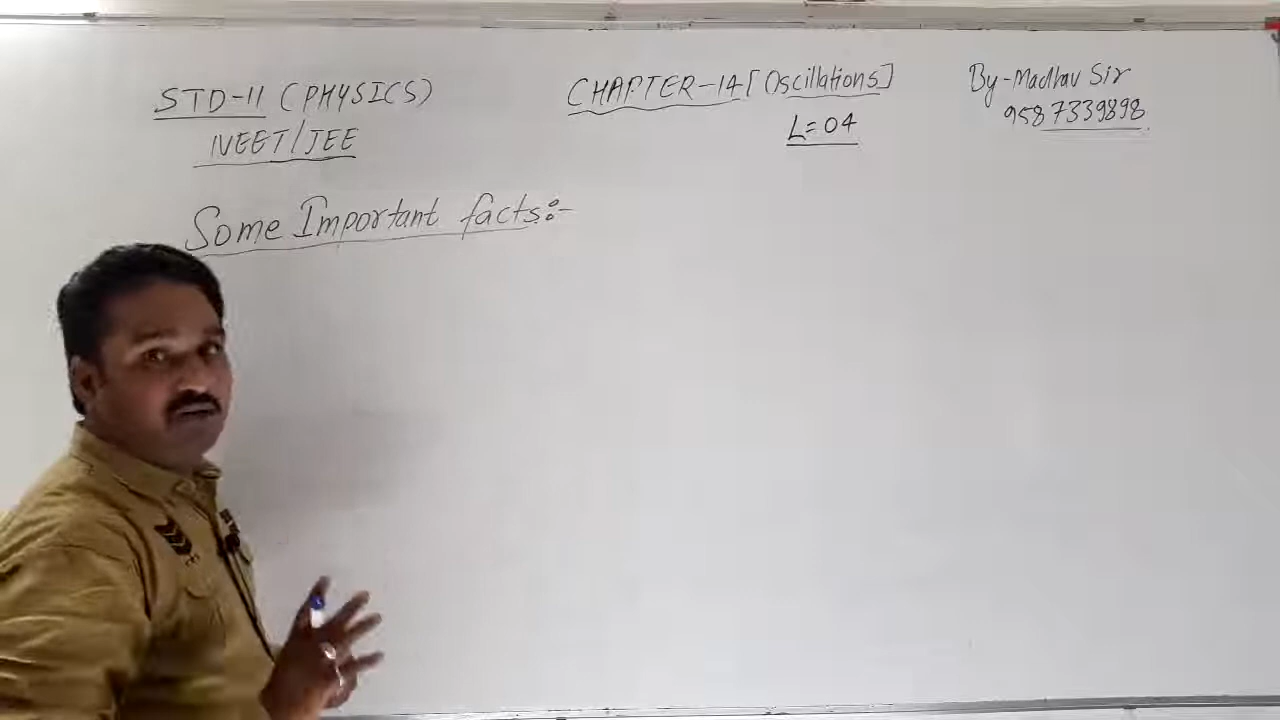 STD-11 (PHYSICS)
NEET/JEE
CHAPTER-14 [Oscillations]
L=04
By-Madhav Sir
9587339898
Some Important facts:-